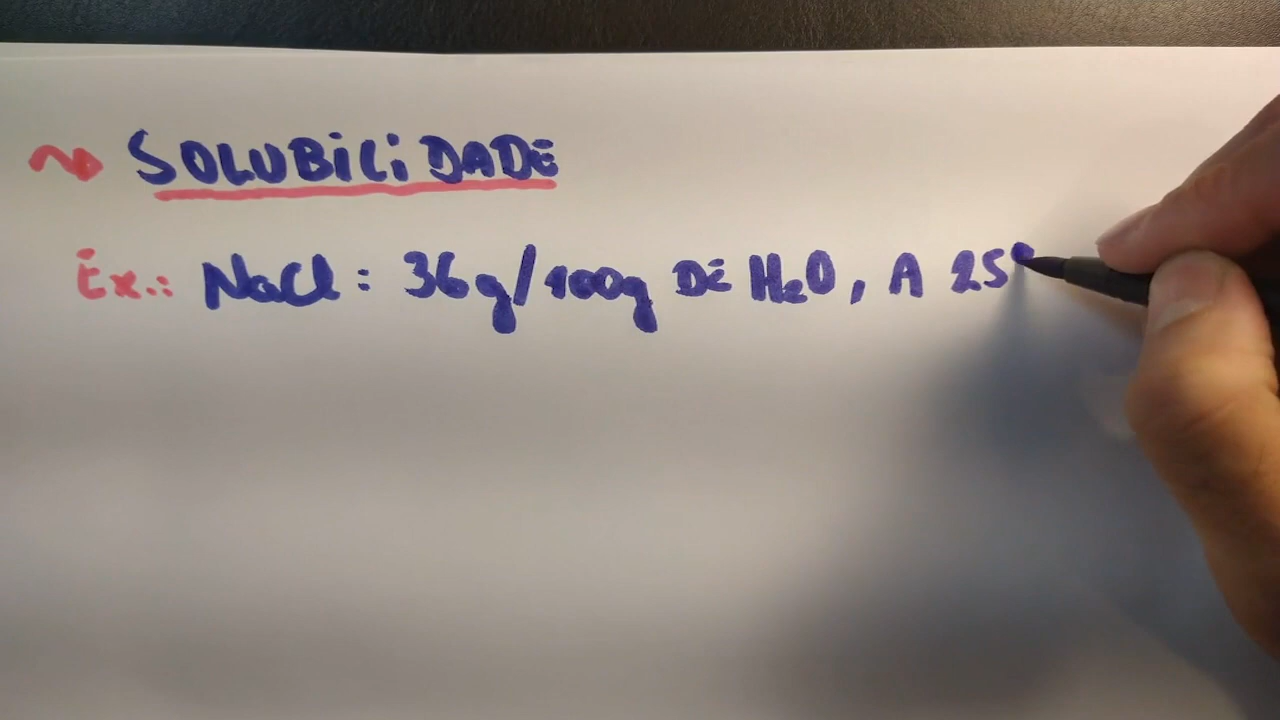 SOLUBILIDADE
Ex.: NaCl : 36g/100g DE H₂O, A 25°